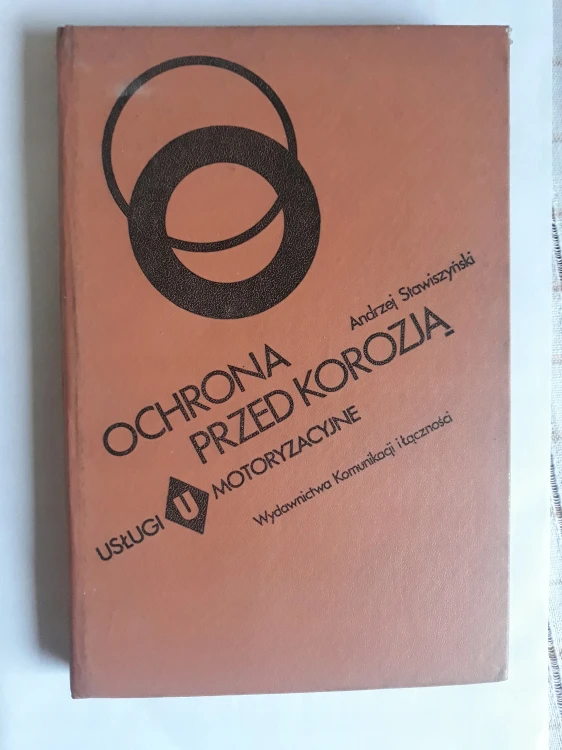 Andrzej Stawiszyński
OCHRONA
PRZED KOROZJĄ
USŁUGI U MOTORYZACYJNE
Wydawnictwa Komunikacji i Łączności